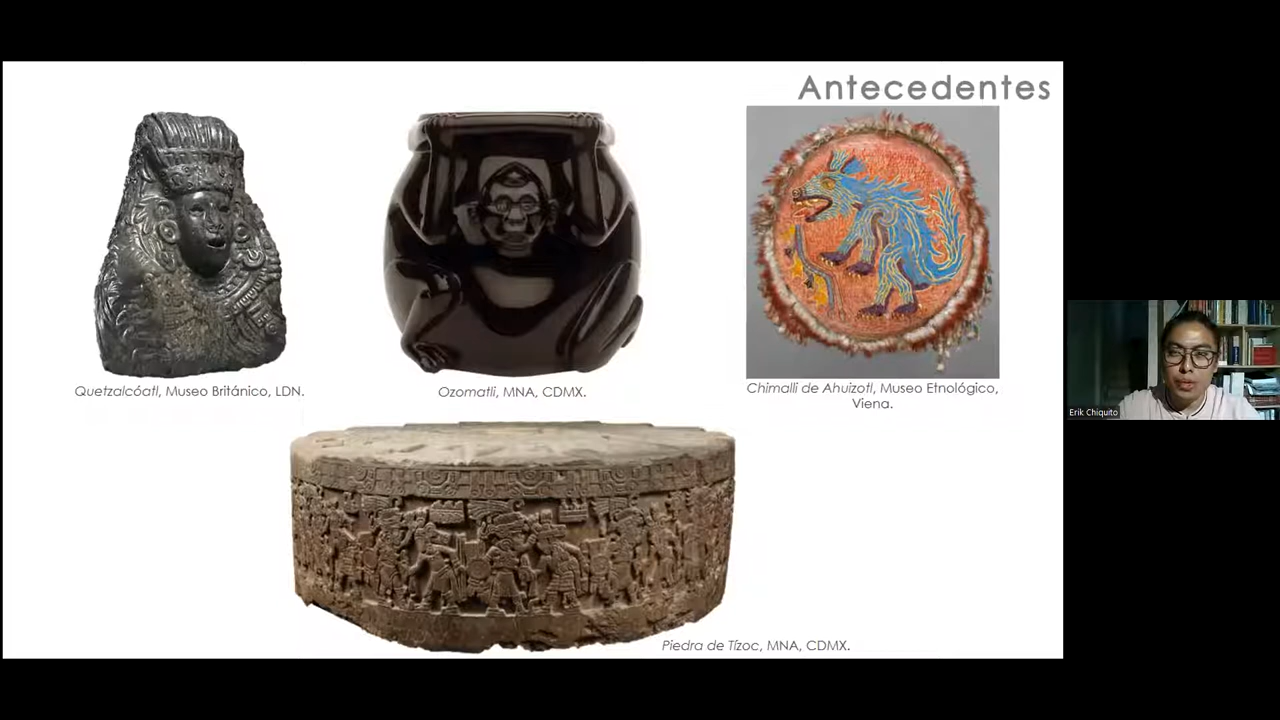 Antecedentes
Quetzalcóatl, Museo Británico, LDN.
Ozomatli, MNA, CDMX.
Chimalli de Ahuizotl, Museo Etnológico,
Viena.
Erik Chiquito
Piedra de Tízoc, MNA, CDMX.